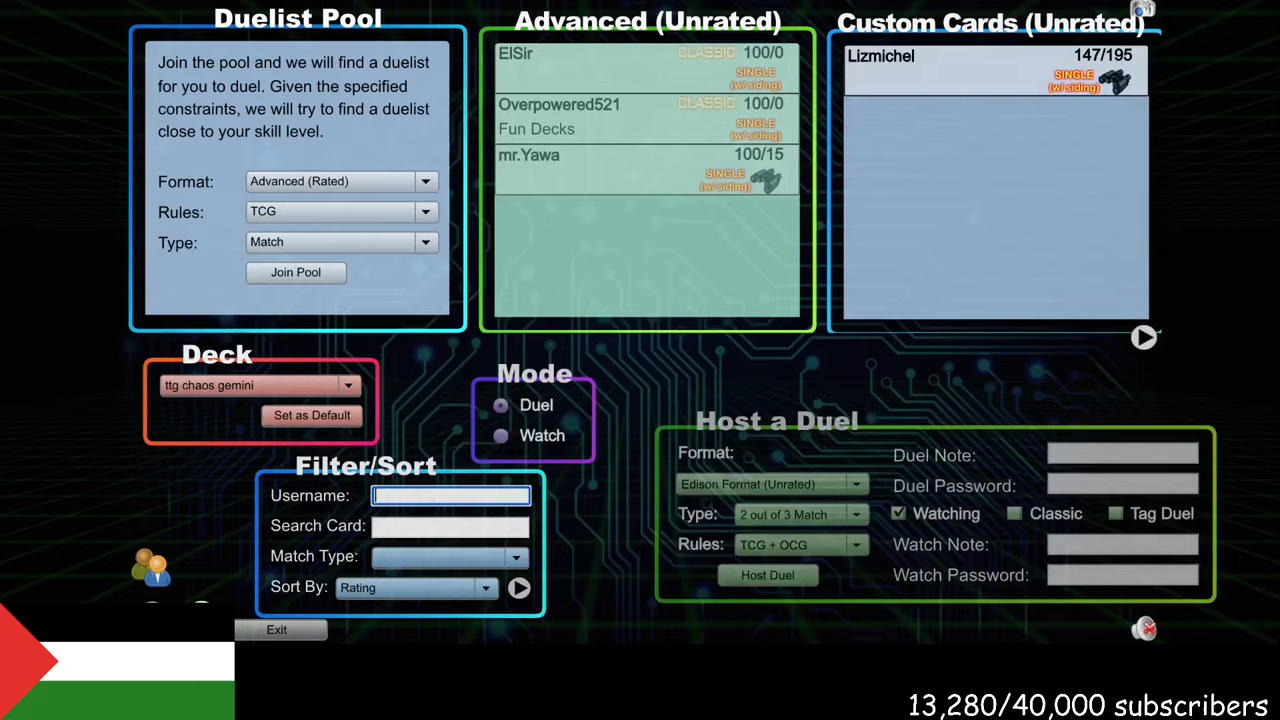 Duelist Pool
Join the pool and we will find a duelist
for you to duel. Given the specified
constraints, we will try to find a duelist
close to your skill level.
Format: Advanced (Rated)
Rules: TCG
Type: Match
Join Pool
Advanced (Unrated)
ElSir CLASSIC 100/0
SINGLE
(w/ siding)
Overpowered521 CLASSIC 100/0
Fun Decks SINGLE
(w/ siding)
mr.Yawa 100/15
SINGLE
(w/ siding)
Custom Cards (Unrated)
Lizmichel 147/195
SINGLE
(w/ siding)
Deck
ttg chaos gemini
Set as Default
Mode
Duel
Watch
Filter/Sort
Username:
Search Card:
Match Type:
Sort By: Rating
Host a Duel
Format:
Edison Format (Unrated)
Type: 2 out of 3 Match
Rules: TCG + OCG
Host Duel
Duel Note:
Duel Password:
Watching Classic Tag Duel
Watch Note:
Watch Password:
Exit
13,280/40,000 subscribers